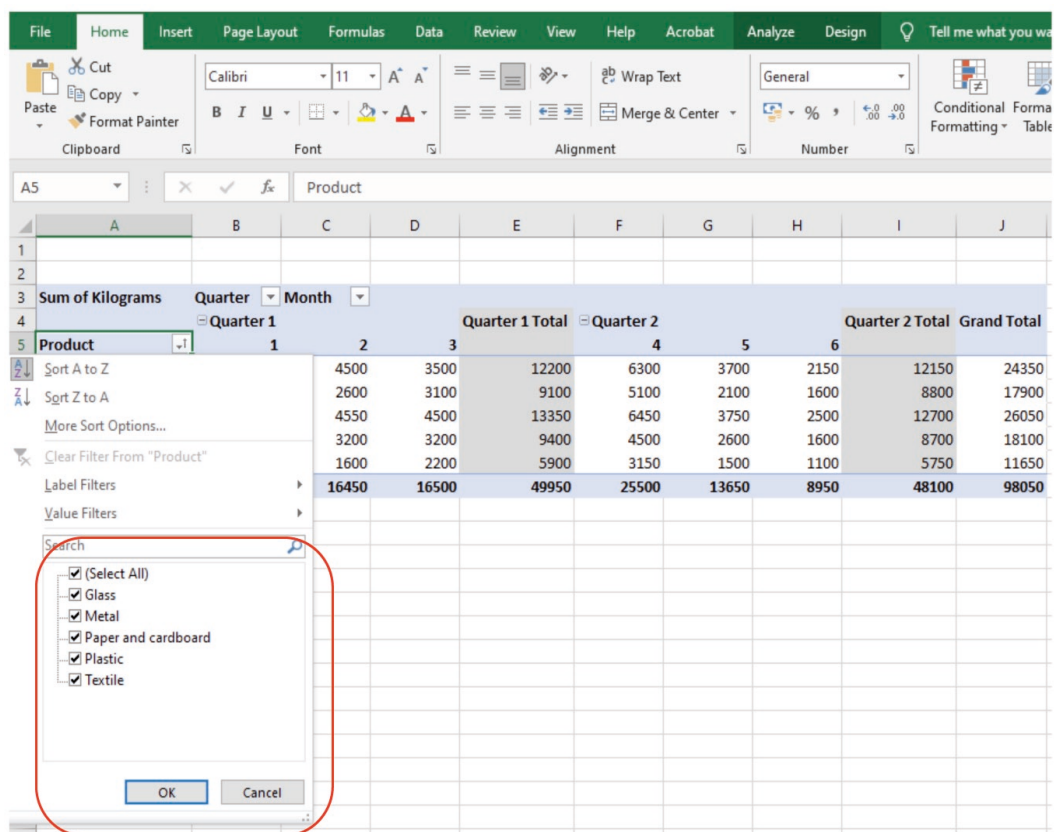 File Home Insert Page Layout Formulas Data Review View Help Acrobat Analyze Design Tell me what you wa
Cut
Copy
Format Painter
Paste
Clipboard
Calibri 11 A A
B I U A
Font
ab Wrap Text
Merge & Center
Alignment
General
% ,
Number
Conditional Forma
Formatting Table
A5 fx Product
A B C D E F G H I J
1
2
3 Sum of Kilograms Quarter Month
4 Quarter 1 Quarter 1 Total Quarter 2 Quarter 2 Total Grand Total
5 Product 1 2 3 4 5 6
4500 3500 12200 6300 3700 2150 12150 24350
2600 3100 9100 5100 2100 1600 8800 17900
4550 4500 13350 6450 3750 2500 12700 26050
3200 3200 9400 4500 2600 1600 8700 18100
1600 2200 5900 3150 1500 1100 5750 11650
16450 16500 49950 25500 13650 8950 48100 98050
Sort A to Z
Sort Z to A
More Sort Options...
Clear Filter From "Product"
Label Filters
Value Filters
Search
(Select All)
Glass
Metal
Paper and cardboard
Plastic
Textile
OK Cancel